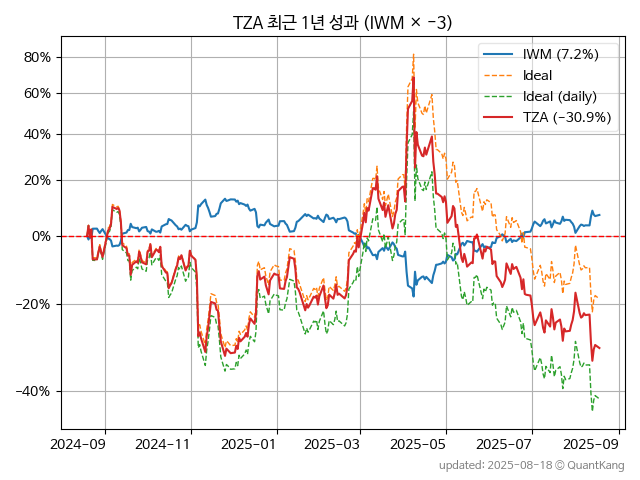 TZA 최근 1년 성과 (IWM × −3)
IWM (7.2%)
Ideal
Ideal (daily)
TZA (−30.9%)
80%
60%
40%
20%
0%
−20%
−40%
2024-09
2024-11
2025-01
2025-03
2025-05
2025-07
2025-09
updated: 2025-08-18 © QuantKang